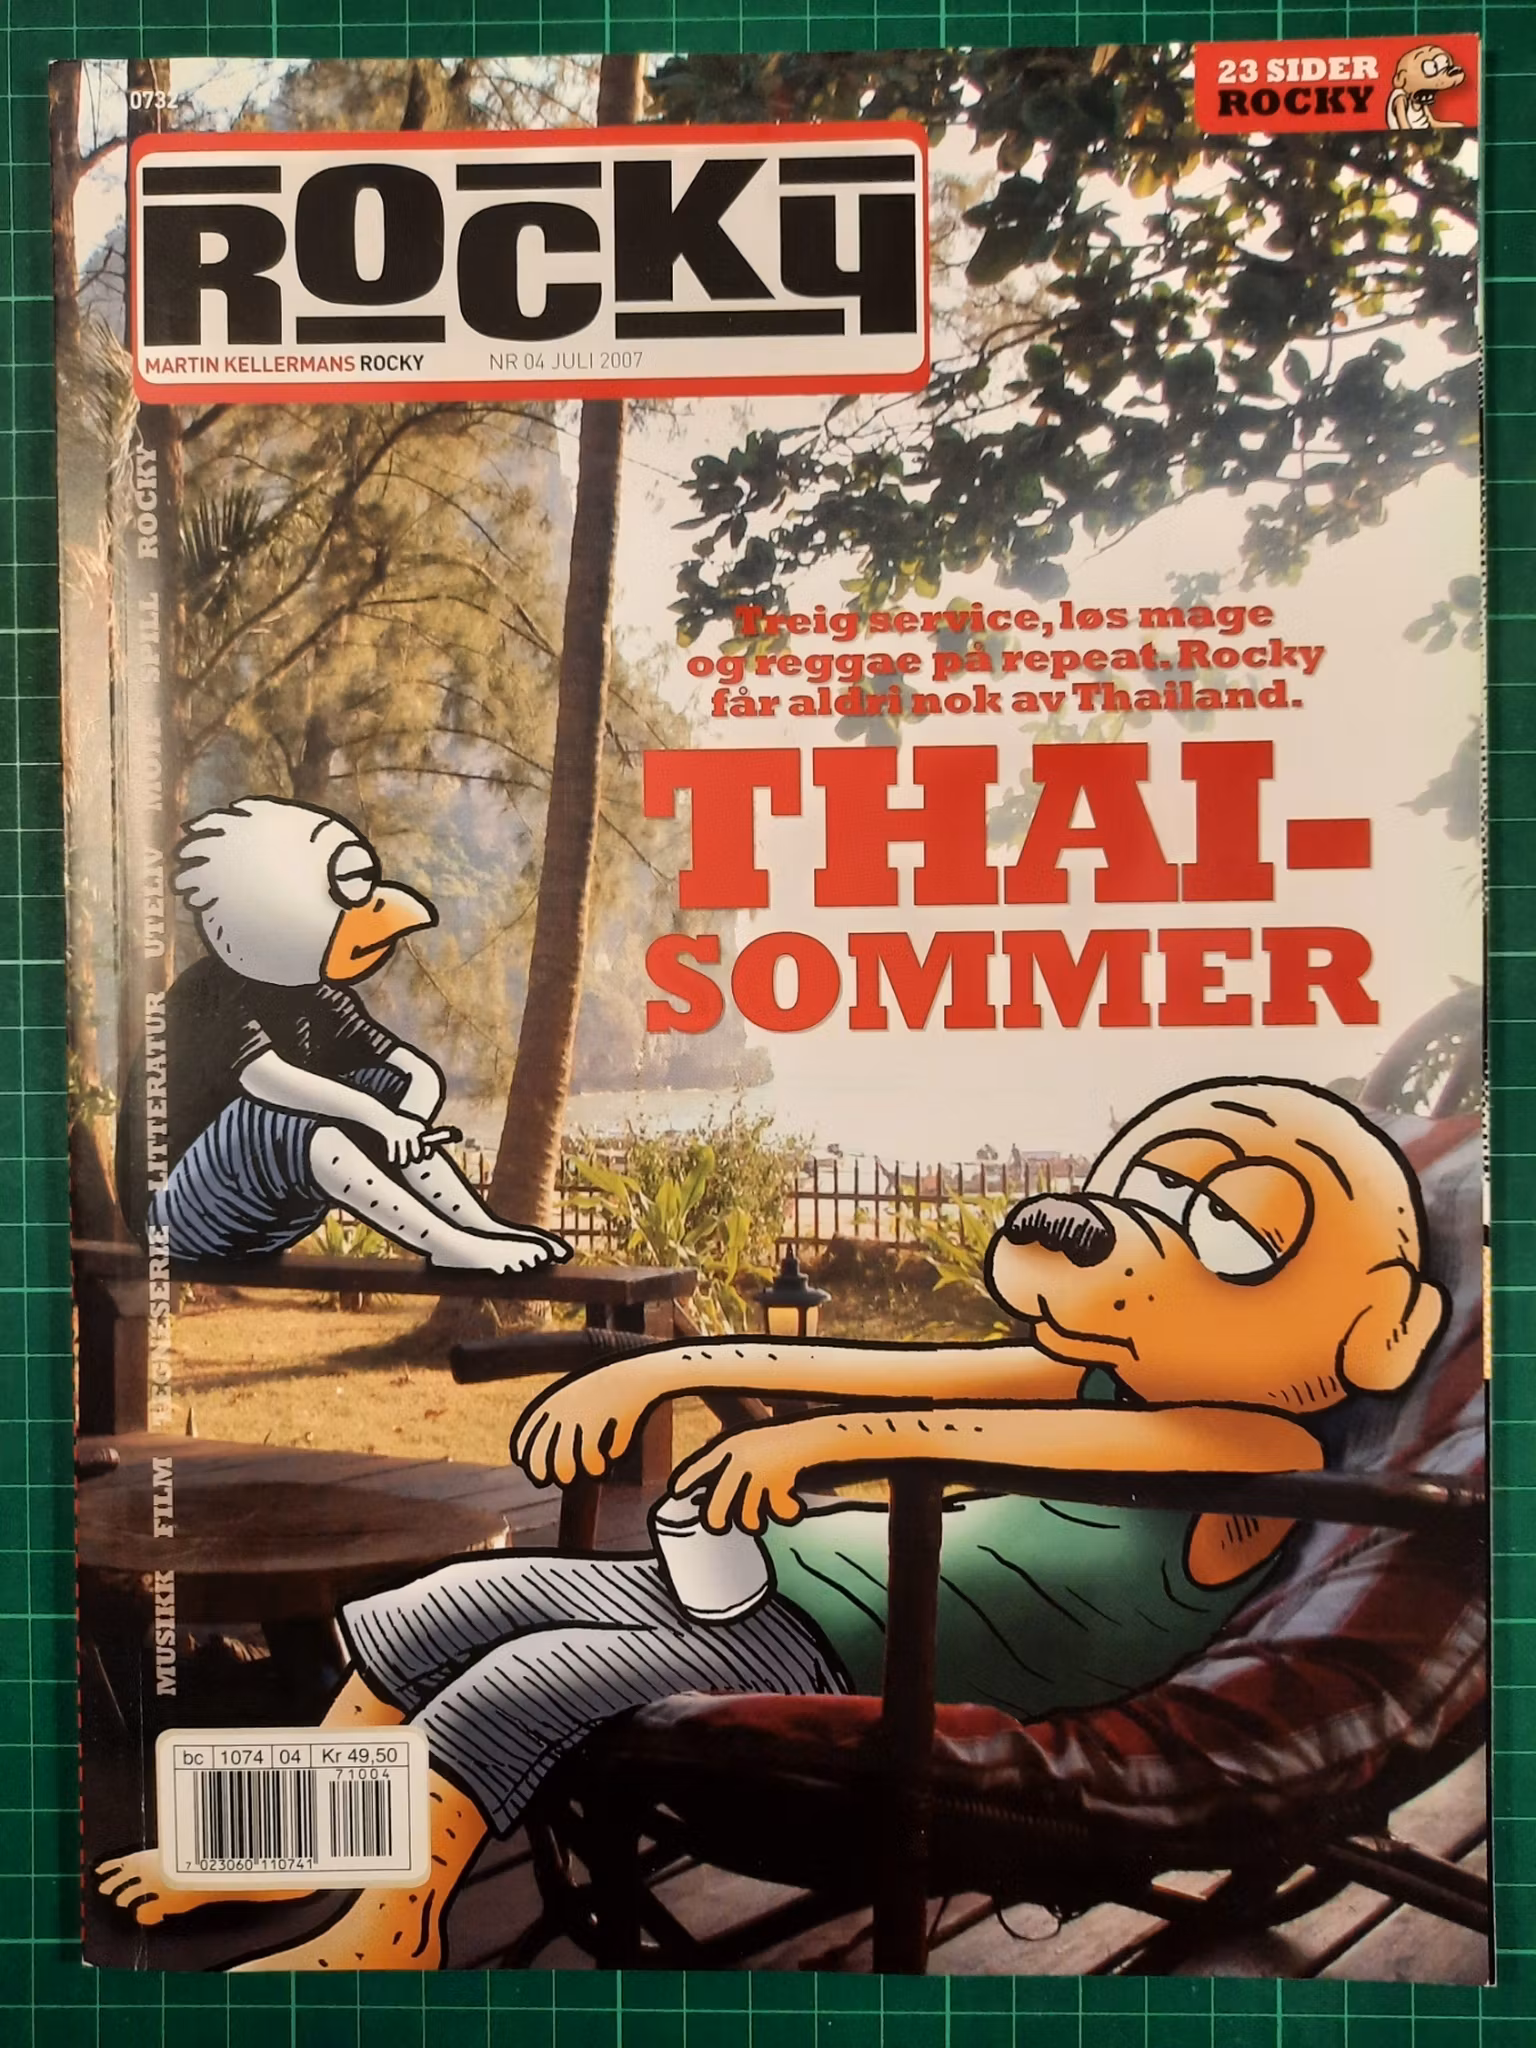 0732
23 SIDER
ROCKY
ROCKY
MARTIN KELLERMANS ROCKY NR 04 JULI 2007
Treig service, løs mage
og reggae på repeat. Rocky
får aldri nok av Thailand.
THAI-
SOMMER
MUSIKK FILM TEGNESERIE LITTERATUR UTELIV MOTE SPILL ROCKY
bc 1074 04 Kr 49,50
71004
7 023060 110741